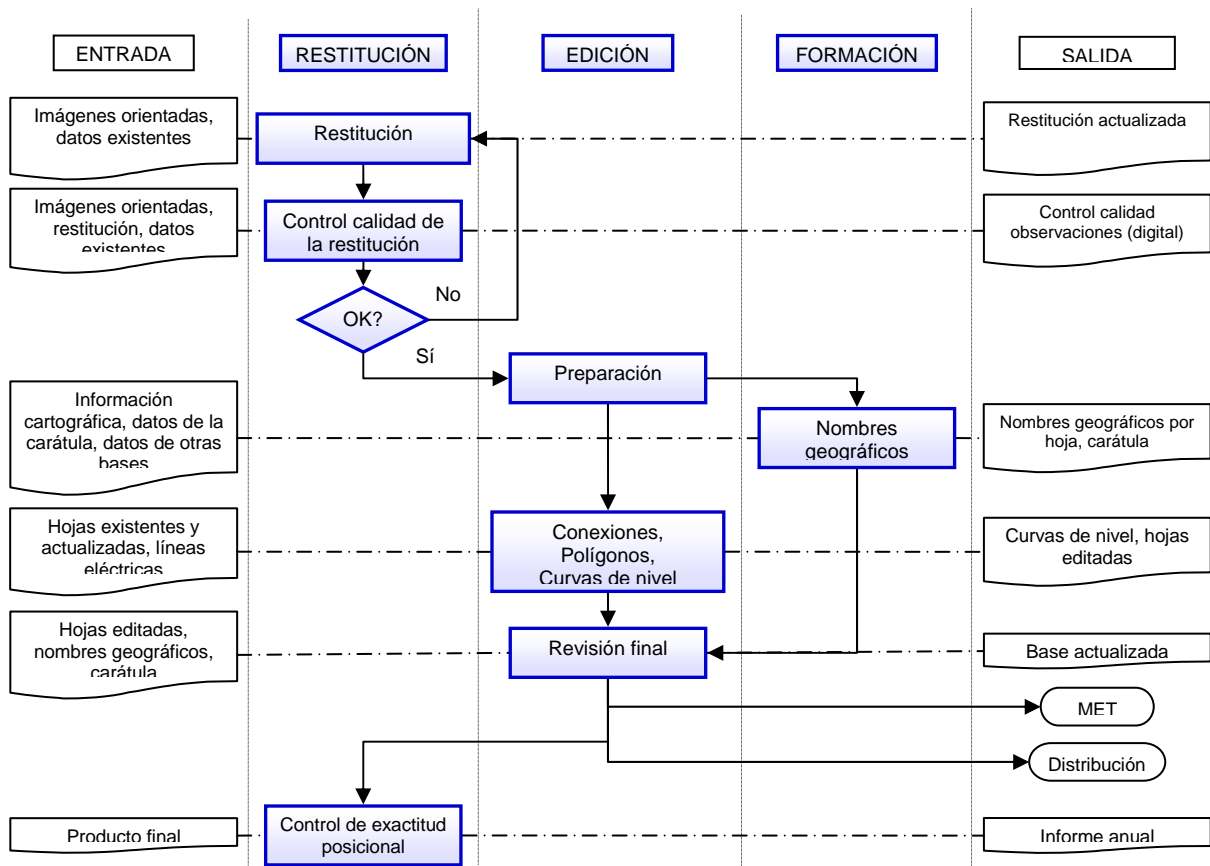 ENTRADA
RESTITUCIÓN
EDICIÓN
FORMACIÓN
SALIDA
Imágenes orientadas,
datos existentes
Restitución
Restitución actualizada
Imágenes orientadas,
restitución, datos
existentes
Control calidad de
la restitución
Control calidad
observaciones (digital)
OK?
No
Sí
Preparación
Información
cartográfica, datos de la
carátula, datos de otras
bases
Nombres
geográficos
Nombres geográficos por
hoja, carátula
Hojas existentes y
actualizadas, líneas
eléctricas
Conexiones,
Polígonos,
Curvas de nivel
Curvas de nivel, hojas
editadas
Hojas editadas,
nombres geográficos,
carátula
Revisión final
Base actualizada
MET
Distribución
Producto final
Control de exactitud
posicional
Informe anual